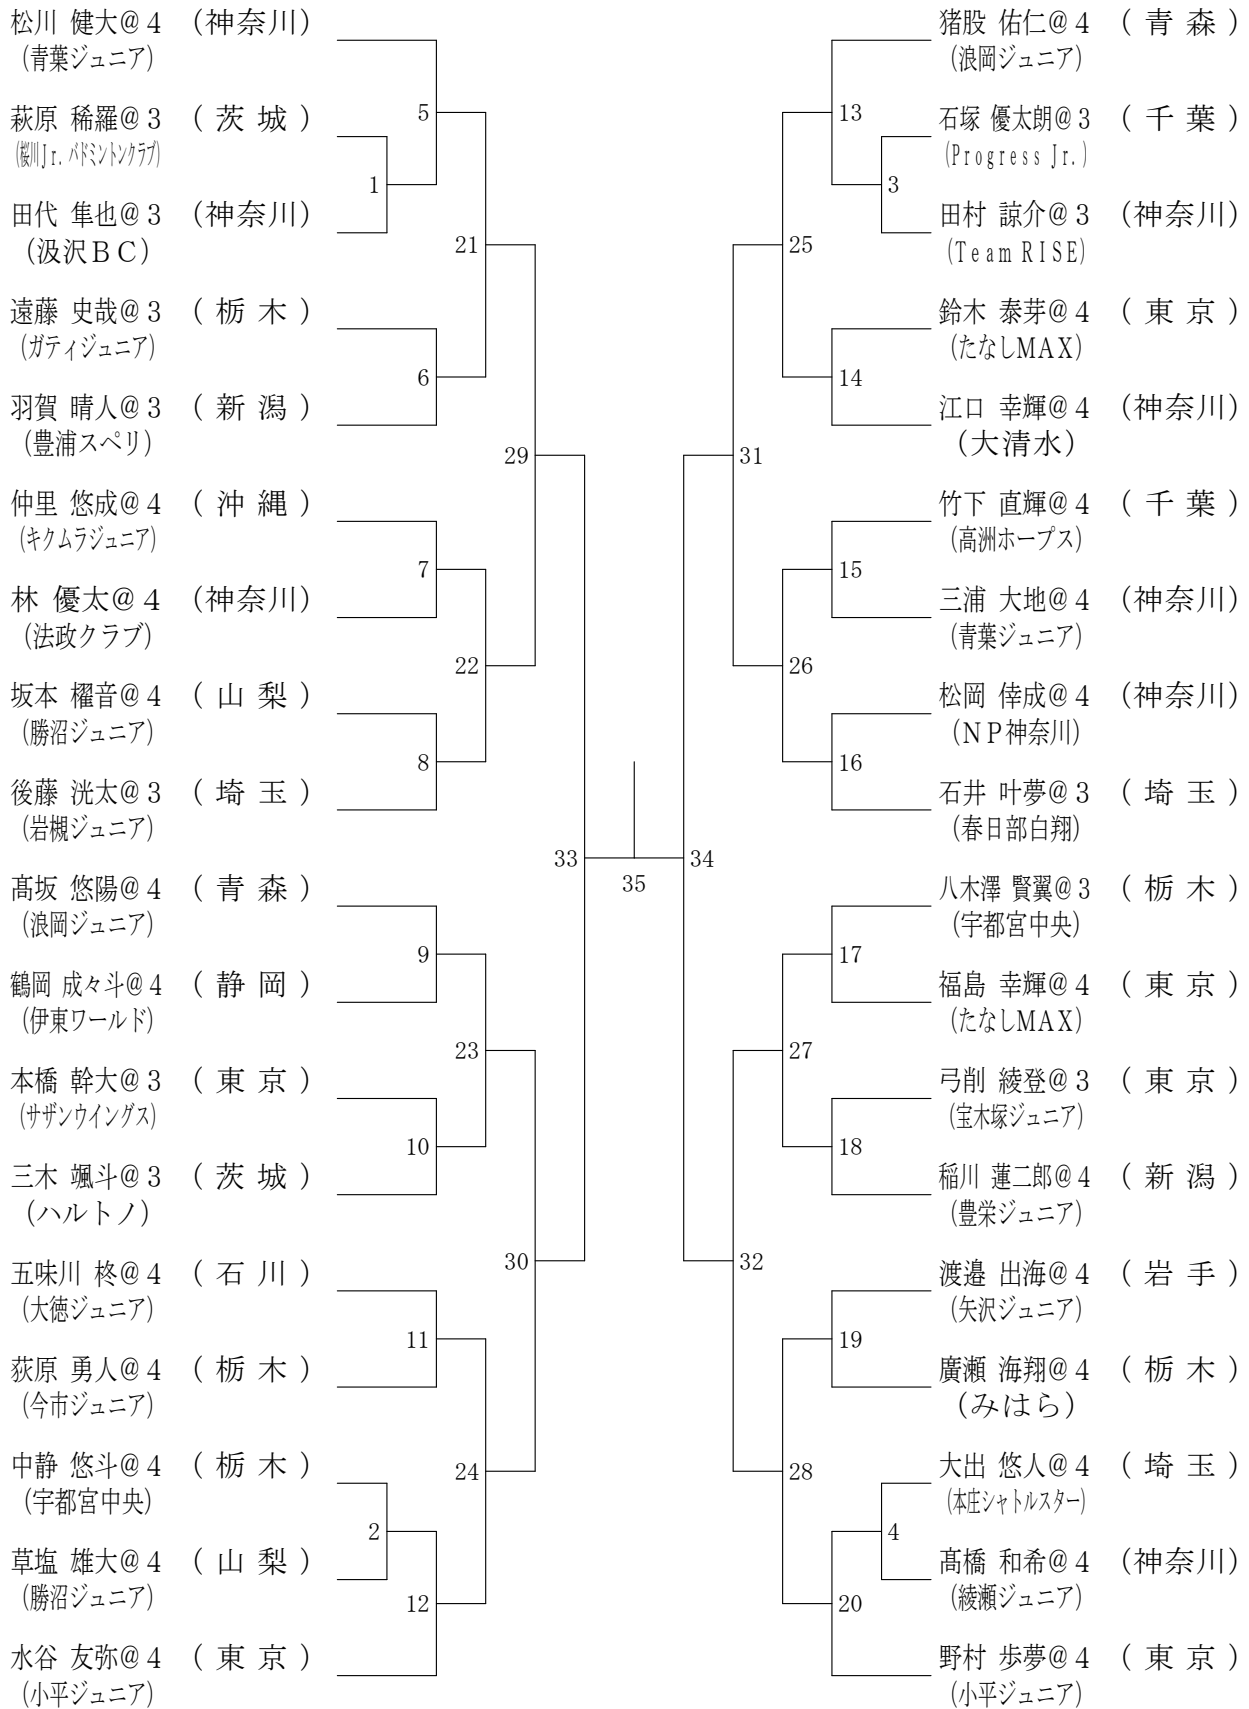 松川 健大@4 (神奈川)
(青葉ジュニア)
萩原 稀羅@3 (茨城)
(桜川Jr.バドミントンクラブ)
田代 隼也@3 (神奈川)
(汲沢BC)
遠藤 史哉@3 (栃木)
(ガティジュニア)
羽賀 晴人@3 (新潟)
(豊浦スペリ)
仲里 悠成@4 (沖縄)
(キクムラジュニア)
林 優太@4 (神奈川)
(法政クラブ)
坂本 櫂音@4 (山梨)
(勝沼ジュニア)
後藤 洸太@3 (埼玉)
(岩槻ジュニア)
髙坂 悠陽@4 (青森)
(浪岡ジュニア)
鶴岡 成々斗@4 (静岡)
(伊東ワールド)
本橋 幹大@3 (東京)
(サザンウイングス)
三木 颯斗@3 (茨城)
(ハルトノ)
五味川 柊@4 (石川)
(大徳ジュニア)
荻原 勇人@4 (栃木)
(今市ジュニア)
中静 悠斗@4 (栃木)
(宇都宮中央)
草塩 雄大@4 (山梨)
(勝沼ジュニア)
水谷 友弥@4 (東京)
(小平ジュニア)
5
1
21
6
29
7
22
8
33
9
23
10
30
11
24
2
12
35
13
3
25
14
31
15
26
16
34
17
27
18
32
19
28
4
20
猪股 佑仁@4 (青森)
(浪岡ジュニア)
石塚 優太朗@3 (千葉)
(Progress Jr.)
田村 諒介@3 (神奈川)
(Team RISE)
鈴木 泰芽@4 (東京)
(たなしMAX)
江口 幸輝@4 (神奈川)
(大清水)
竹下 直輝@4 (千葉)
(高洲ホープス)
三浦 大地@4 (神奈川)
(青葉ジュニア)
松岡 倖成@4 (神奈川)
(NP神奈川)
石井 叶夢@3 (埼玉)
(春日部白翔)
八木澤 賢翼@3 (栃木)
(宇都宮中央)
福島 幸輝@4 (東京)
(たなしMAX)
弓削 綾登@3 (東京)
(宝木塚ジュニア)
稲川 蓮二郎@4 (新潟)
(豊栄ジュニア)
渡邉 出海@4 (岩手)
(矢沢ジュニア)
廣瀬 海翔@4 (栃木)
(みはら)
大出 悠人@4 (埼玉)
(本庄シャトルスター)
髙橋 和希@4 (神奈川)
(綾瀬ジュニア)
野村 歩夢@4 (東京)
(小平ジュニア)